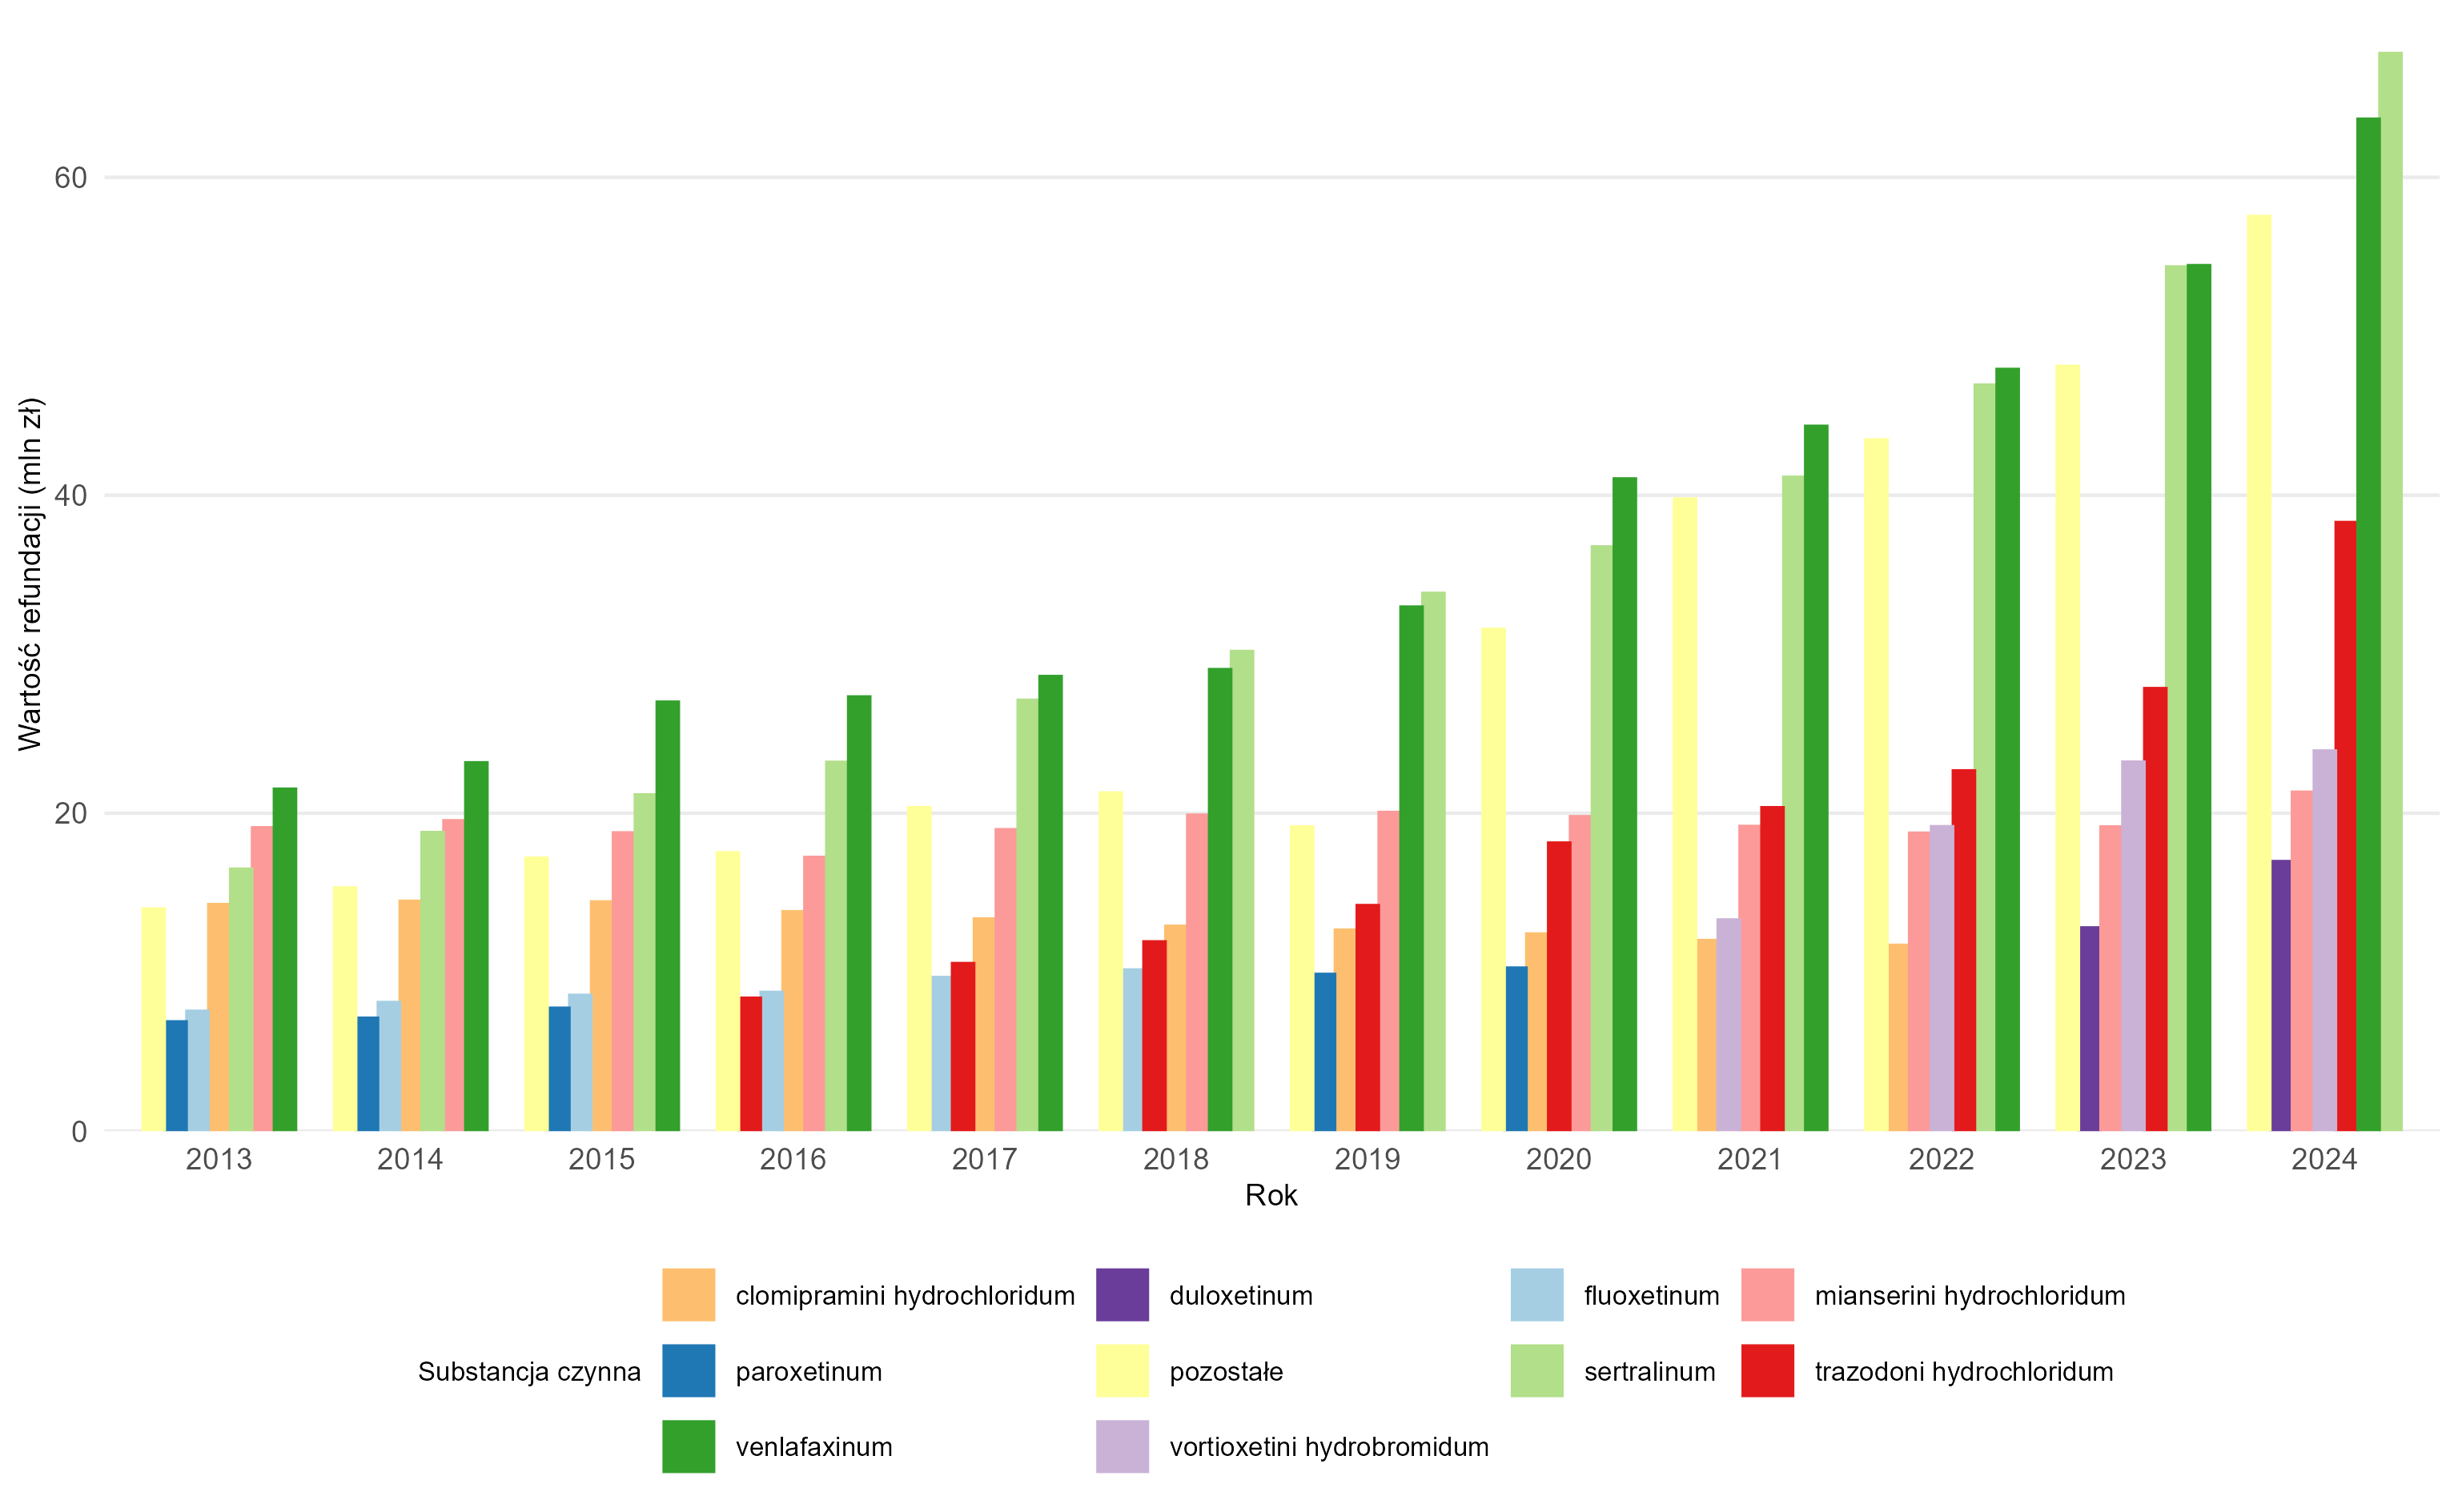 Wartość refundacji (mln zł)
60
40
20
0
2013 2014 2015 2016 2017 2018 2019 2020 2021 2022 2023 2024
Rok
Substancja czynna
clomipramini hydrochloridum duloxetinum fluoxetinum mianserini hydrochloridum
paroxetinum pozostałe sertralinum trazodoni hydrochloridum
venlafaxinum vortioxetini hydrobromidum